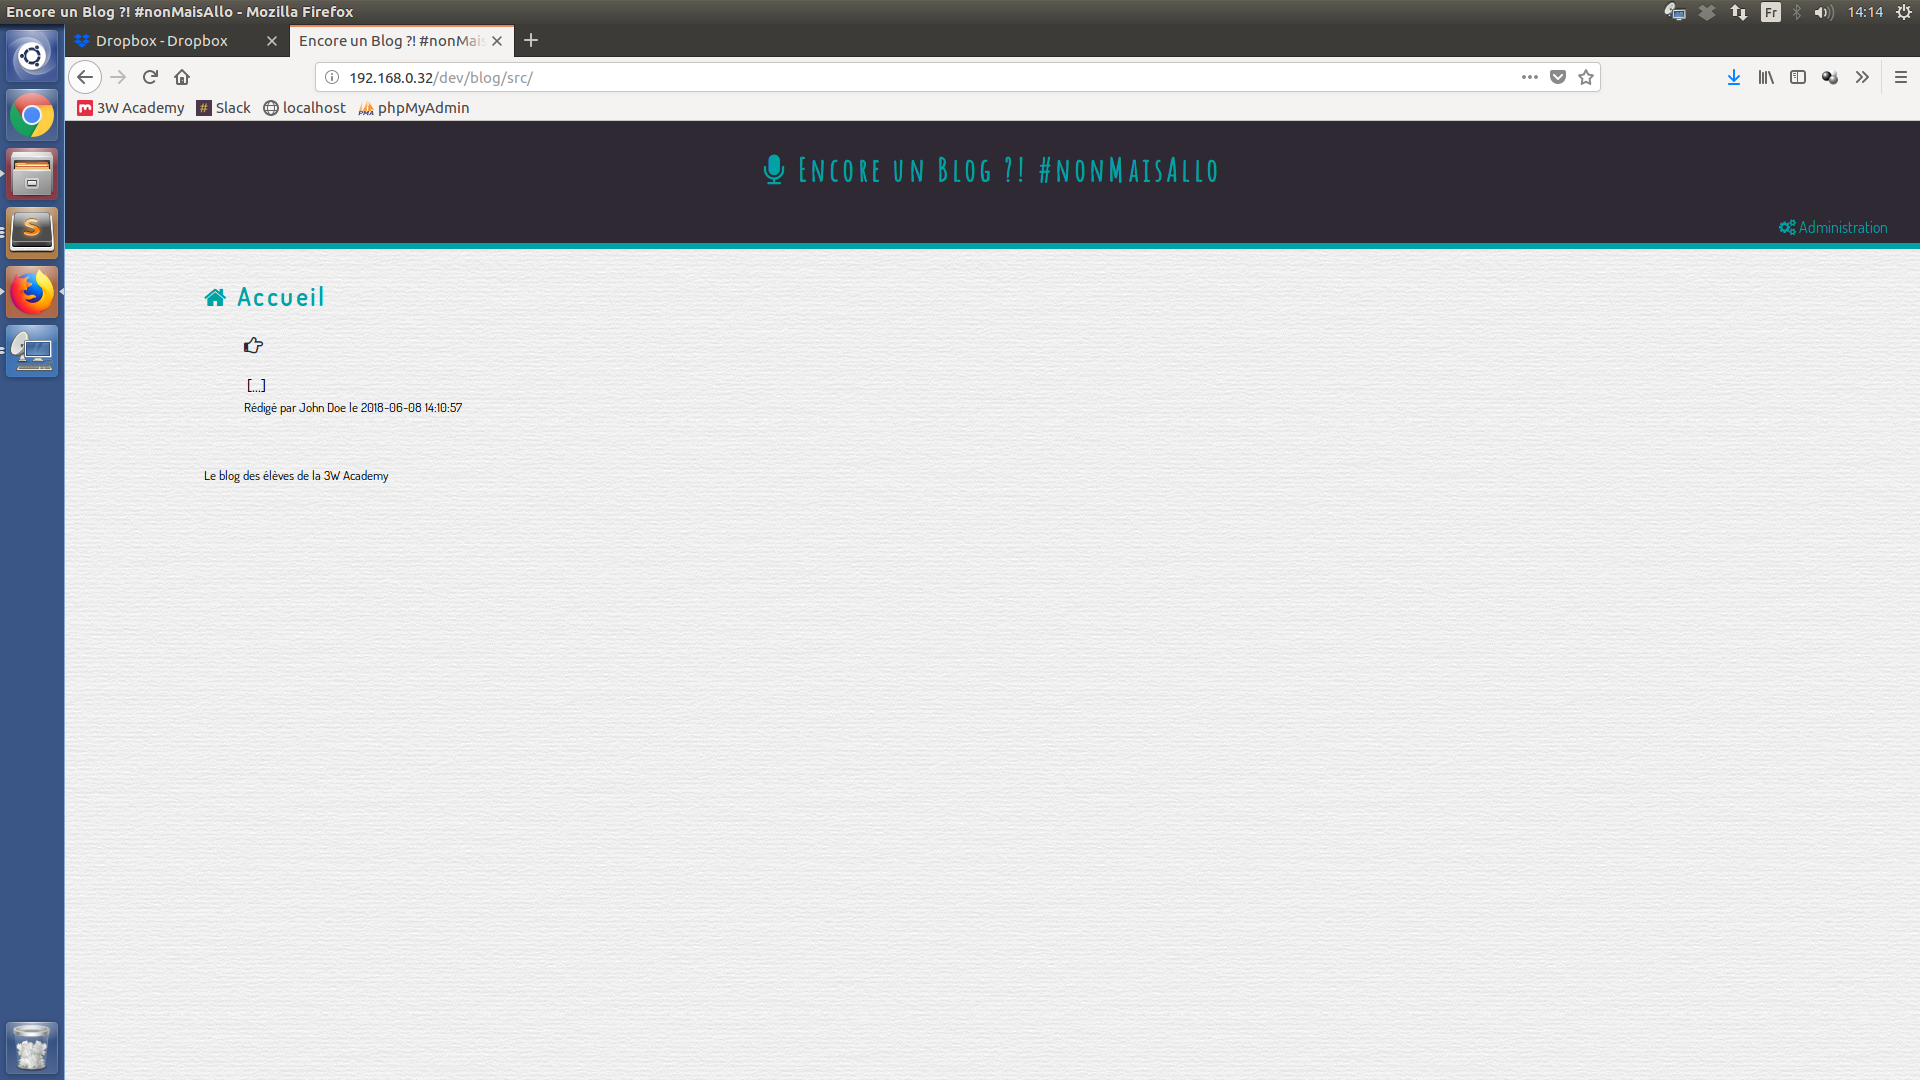 Encore un Blog ?! #nonMaisAllo - Mozilla Firefox
Fr
14:14
Dropbox - Dropbox
Encore un Blog ?! #nonMais
192.168.0.32/dev/blog/src/
3W Academy
Slack
localhost
phpMyAdmin
Encore un Blog ?! #nonMaisAllo
Administration
Accueil
[...]
Rédigé par John Doe le 2018-06-08 14:10:57
Le blog des élèves de la 3W Academy